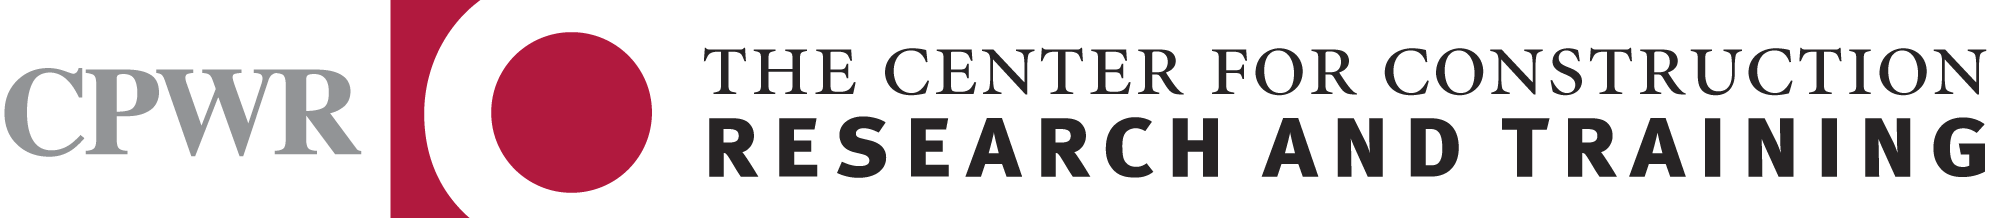 CPWR
THE CENTER FOR CONSTRUCTION
RESEARCH AND TRAINING